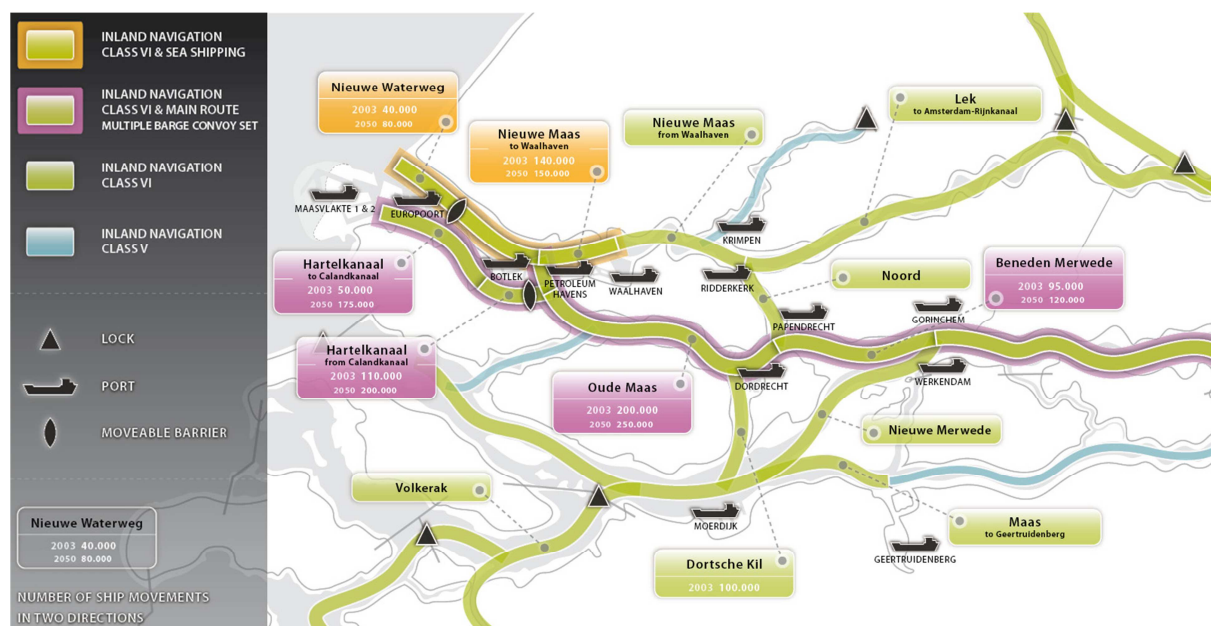 INLAND NAVIGATION
CLASS VI & SEA SHIPPING
INLAND NAVIGATION
CLASS VI & MAIN ROUTE
MULTIPLE BARGE CONVOY SET
INLAND NAVIGATION
CLASS VI
INLAND NAVIGATION
CLASS V
LOCK
PORT
MOVEABLE BARRIER
Nieuwe Waterweg
2003 40.000
2050 80.000
NUMBER OF SHIP MOVEMENTS
IN TWO DIRECTIONS
Nieuwe Waterweg
2003 40.000
2050 80.000
Nieuwe Maas
to Waalhaven
2003 140.000
2050 150.000
Nieuwe Maas
from Waalhaven
Lek
to Amsterdam-Rijnkanaal
MAASVLAKTE 1 & 2
EUROPOORT
KRIMPEN
Hartelkanaal
to Calandkanaal
2003 50.000
2050 175.000
BOTLEK
PETROLEUM
HAVENS
WAALHAVEN
RIDDERKERK
Noord
Beneden Merwede
2003 95.000
2050 120.000
PAPENDRECHT
GORINCHEM
Hartelkanaal
from Calandkanaal
2003 110.000
2050 200.000
Oude Maas
2003 200.000
2050 250.000
DORDRECHT
WERKENDAM
Nieuwe Merwede
Volkerak
MOERDIJK
Maas
to Geertruidenberg
GEERTRUIDENBERG
Dortsche Kil
2003 100.000